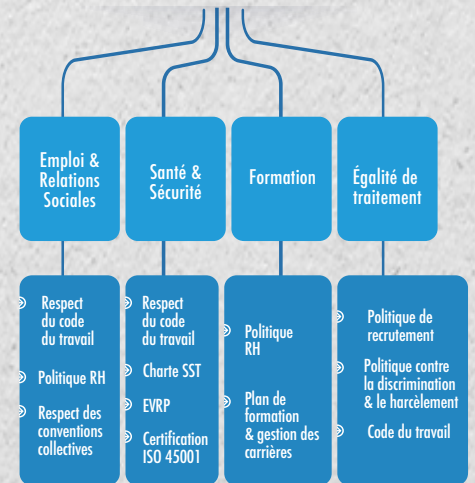 Emploi &
Relations
Sociales
Santé &
Sécurité
Formation
Égalité de
traitement
Respect
du code
du travail
Politique RH
Respect des
conventions
collectives
Respect
du code
du travail
Charte SST
EVRP
Certification
ISO 45001
Politique
RH
Plan de
formation
& gestion des
carrières
Politique de
recrutement
Politique contre
la discrimination
& le harcèlement
Code du travail